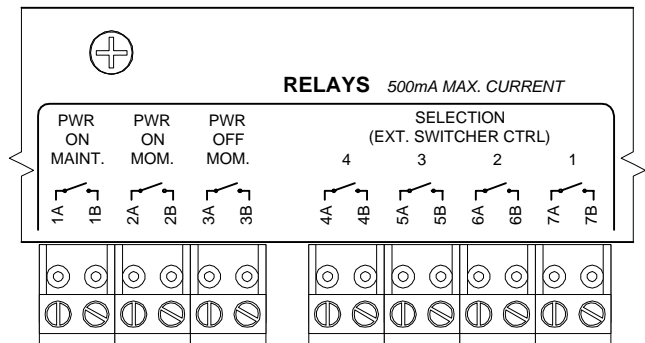 RELAYS 500mA MAX. CURRENT
PWR
ON
MAINT.
PWR
ON
MOM.
PWR
OFF
MOM.
SELECTION
(EXT. SWITCHER CTRL)
4 3 2 1
1A 1B 2A 2B 3A 3B 4A 4B 5A 5B 6A 6B 7A 7B